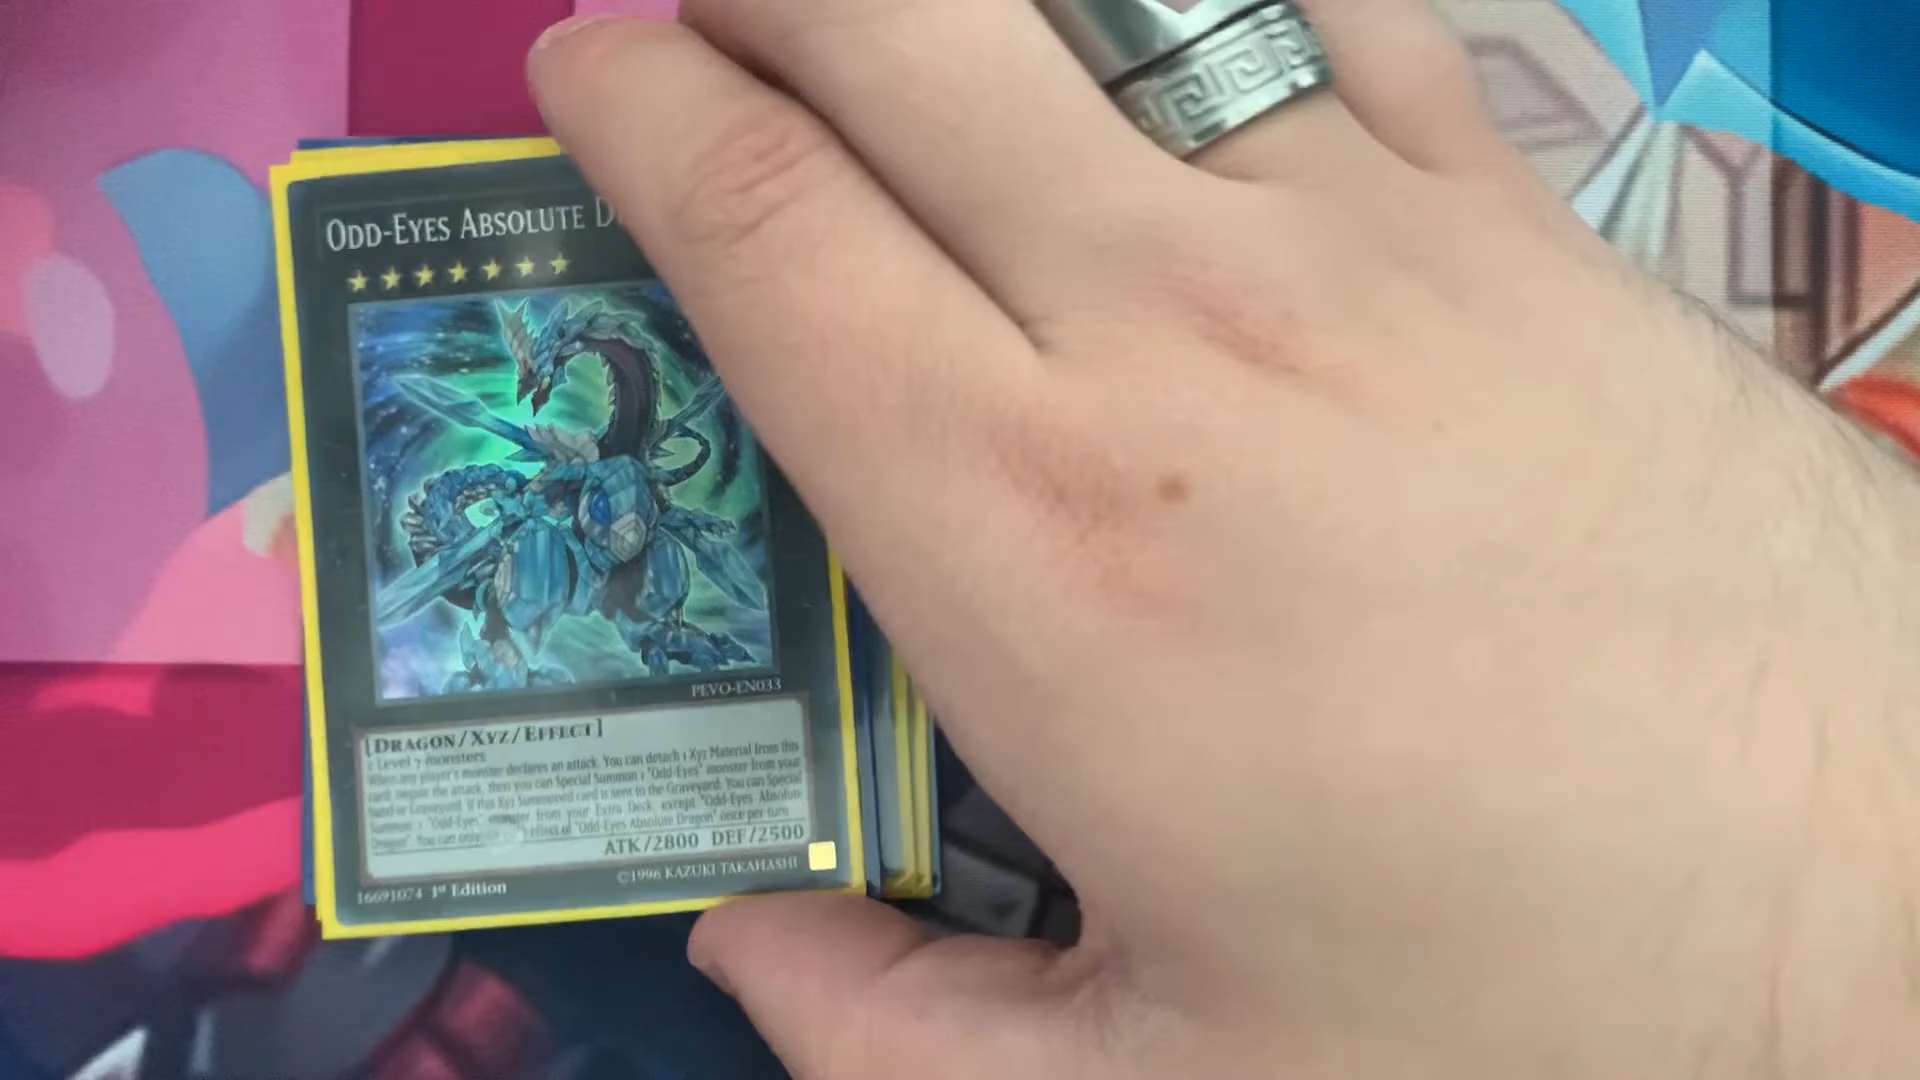 ODD-EYES ABSOLUTE D
PEVO-EN033
[DRAGON/XYZ/EFFECT]
2 Level 7 monsters
When any player's monster declares an attack: You can detach 1 Xyz Material from this
card; negate the attack, then you can Special Summon 1 "Odd-Eyes" monster from your
hand or Graveyard. If this Xyz Summoned card is sent to the Graveyard: You can Special
Summon 1 "Odd-Eyes" monster from your Extra Deck, except "Odd-Eyes Absolute
Dragon". You can only effect of "Odd-Eyes Absolute Dragon" once per turn.
ATK/2800 DEF/2500
16691074 1st Edition
©1996 KAZUKI TAKAHASHI